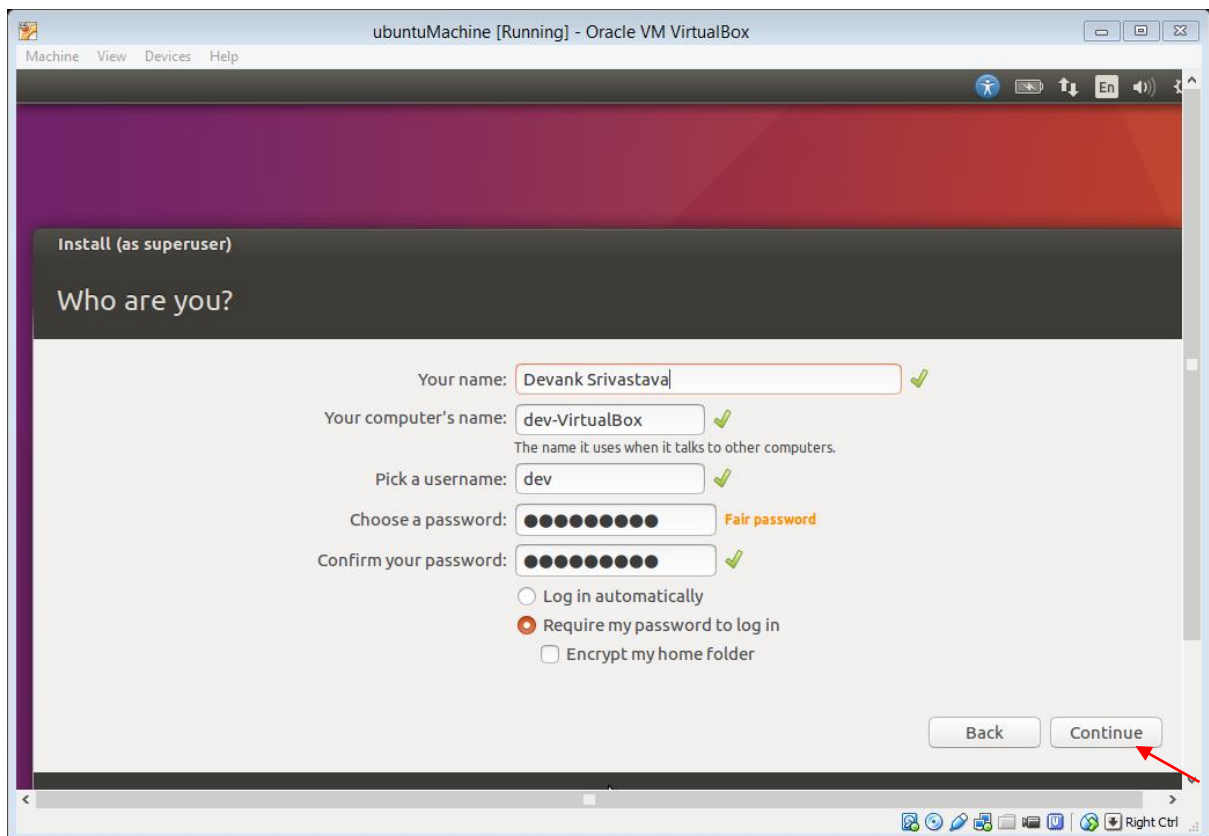 ubuntuMachine [Running] - Oracle VM VirtualBox
Machine View Devices Help
En
Install (as superuser)
Who are you?
Your name: Devank Srivastava
Your computer's name: dev-VirtualBox
The name it uses when it talks to other computers.
Pick a username: dev
Choose a password: ●●●●●●●●● Fair password
Confirm your password: ●●●●●●●●●
Log in automatically
Require my password to log in
Encrypt my home folder
Back Continue
Right Ctrl